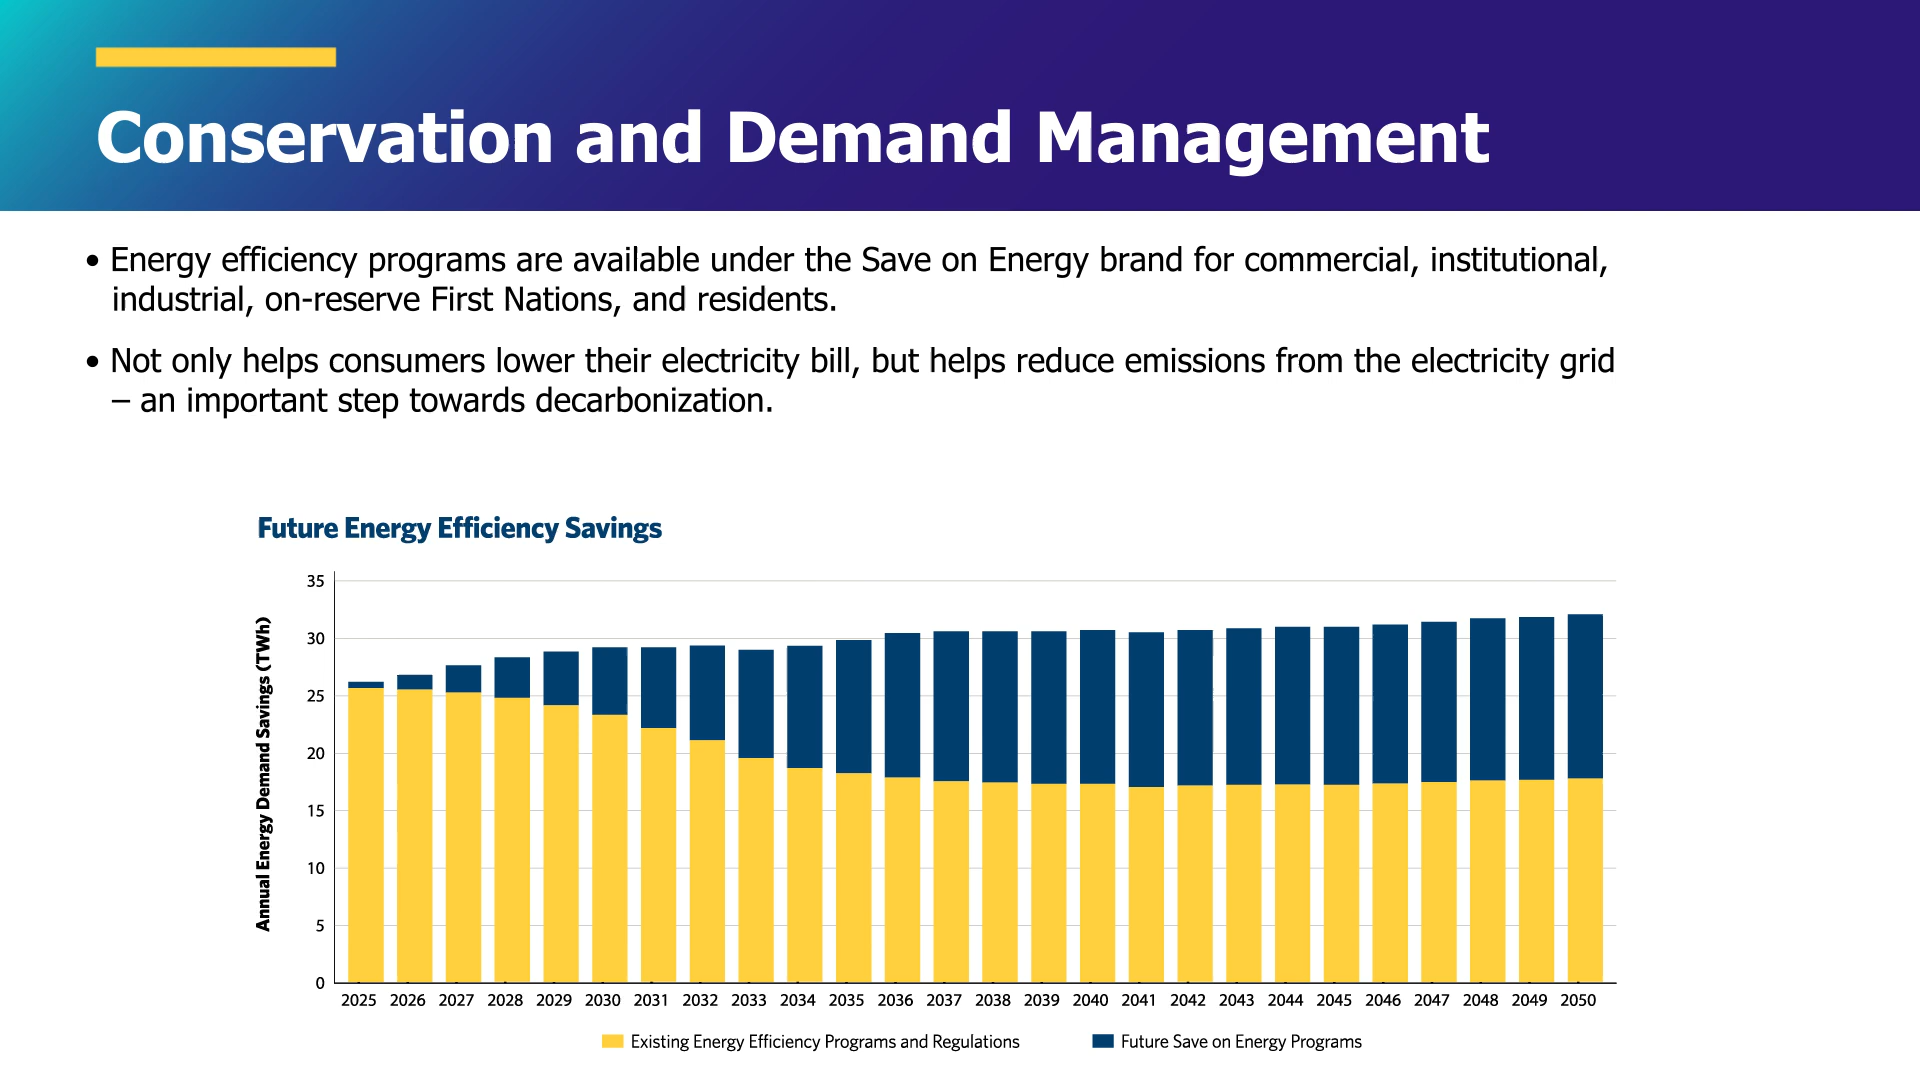 Conservation and Demand Management
• Energy efficiency programs are available under the Save on Energy brand for commercial, institutional,
industrial, on-reserve First Nations, and residents.
• Not only helps consumers lower their electricity bill, but helps reduce emissions from the electricity grid
– an important step towards decarbonization.
Future Energy Efficiency Savings
Annual Energy Demand Savings (TWh)
35
30
25
20
15
10
5
0
2025 2026 2027 2028 2029 2030 2031 2032 2033 2034 2035 2036 2037 2038 2039 2040 2041 2042 2043 2044 2045 2046 2047 2048 2049 2050
Existing Energy Efficiency Programs and Regulations Future Save on Energy Programs